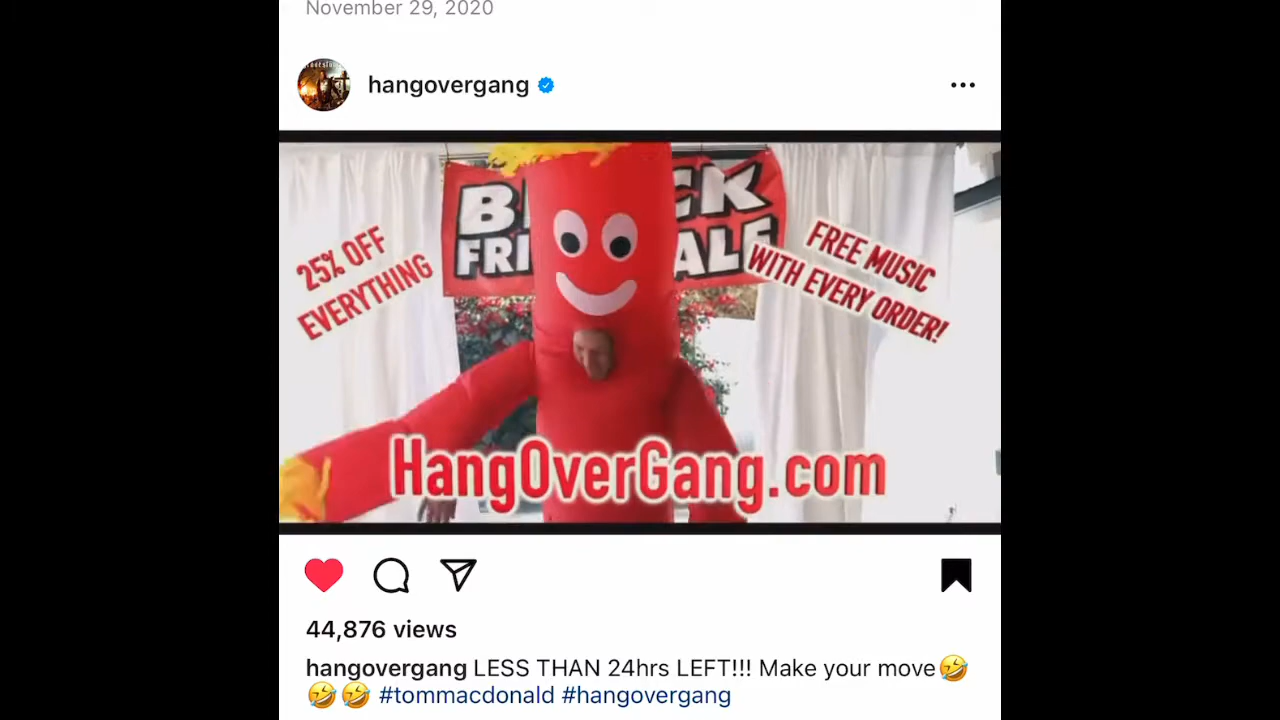 November 29, 2020
hangovergang
25% OFF
EVERYTHING
FREE MUSIC
WITH EVERY ORDER!
HangOverGang.com
44,876 views
hangovergang LESS THAN 24hrs LEFT!!! Make your move🤣
🤣🤣 #tommacdonald #hangovergang